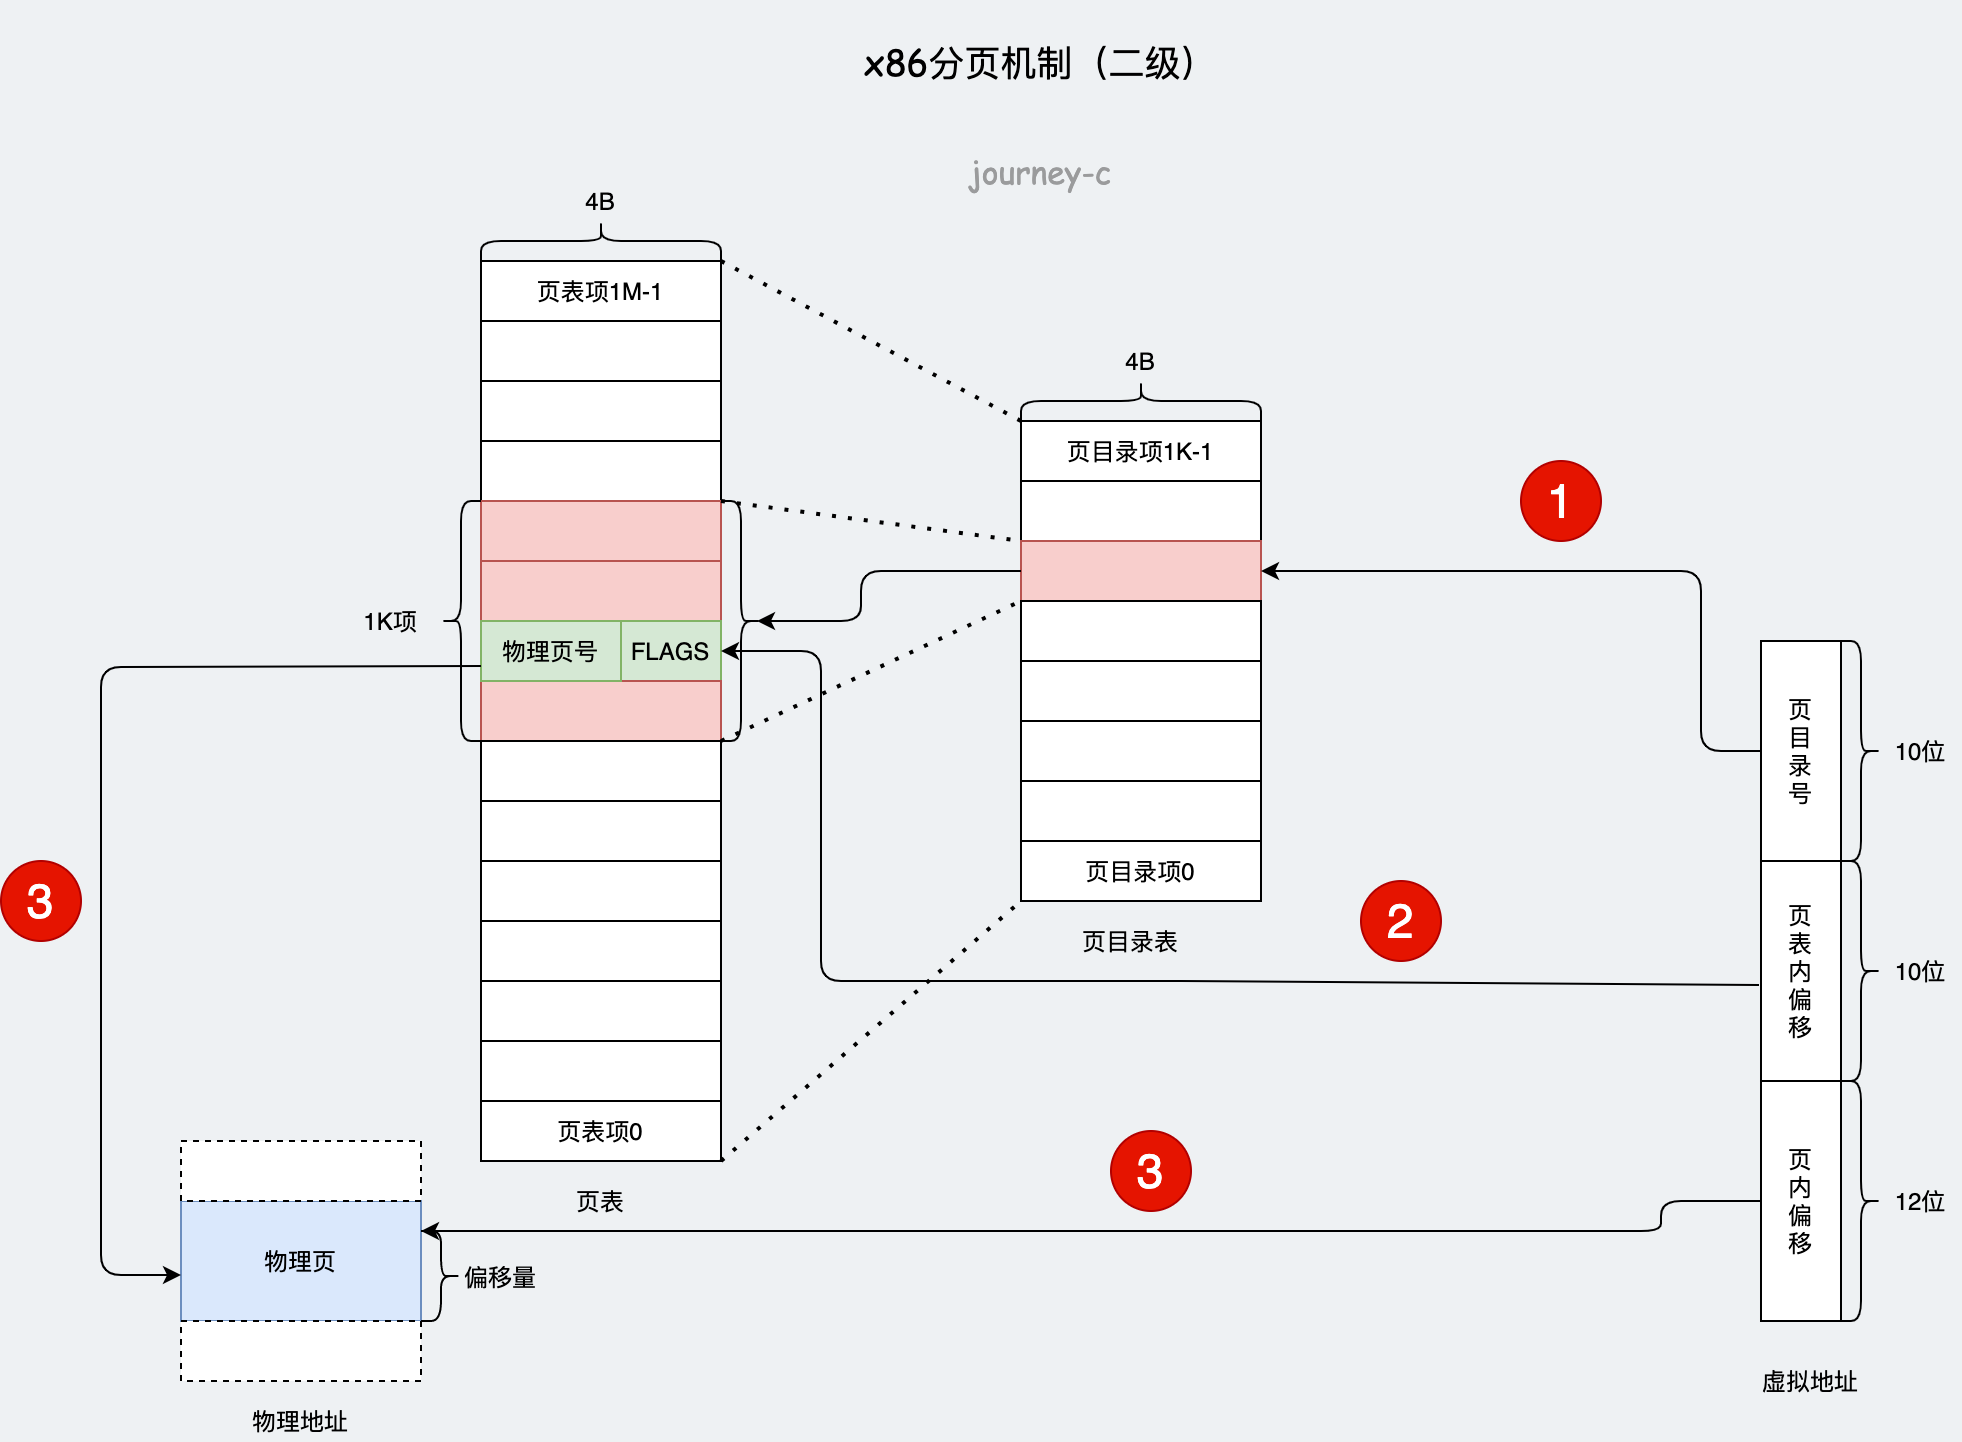 x86分页机制（二级）
journey-c
4B
页表项1M-1
4B
页目录项1K-1
1
1K项
物理页号
FLAGS
页目录号
10位
3
页目录项0
2
页目录表
页表内偏移
10位
页表项0
3
页表
页内偏移
12位
物理页
偏移量
虚拟地址
物理地址